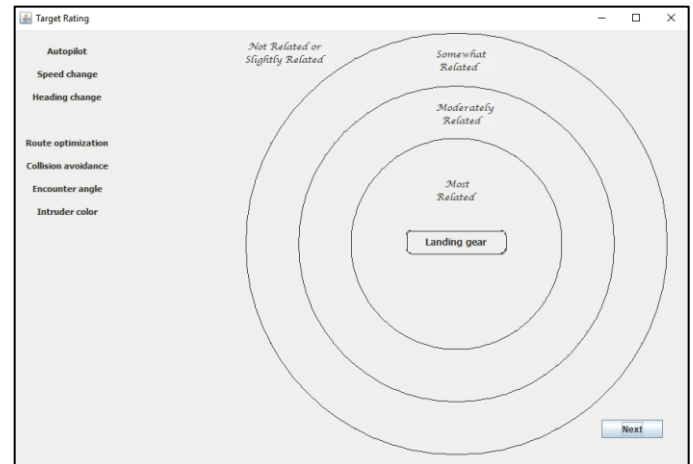 Target Rating
Autopilot
Speed change
Heading change
Route optimization
Collision avoidance
Encounter angle
Intruder color
Not Related or
Slightly Related
Somewhat
Related
Moderately
Related
Most
Related
Landing gear
Next